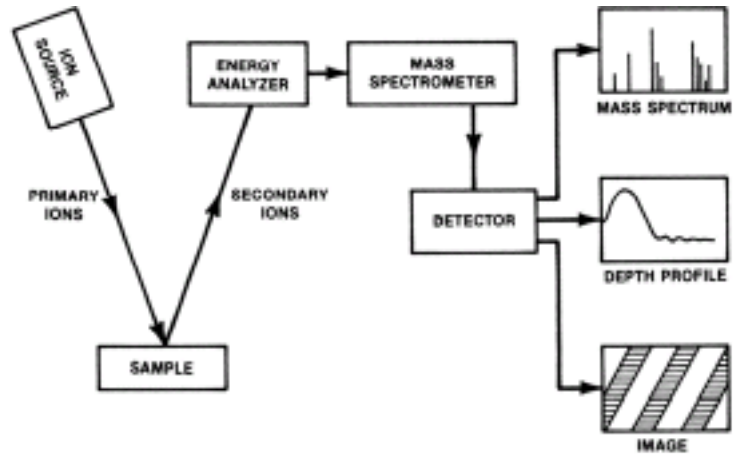 ION
SOURCE
PRIMARY
IONS
SAMPLE
SECONDARY
IONS
ENERGY
ANALYZER
MASS
SPECTROMETER
DETECTOR
MASS SPECTRUM
DEPTH PROFILE
IMAGE